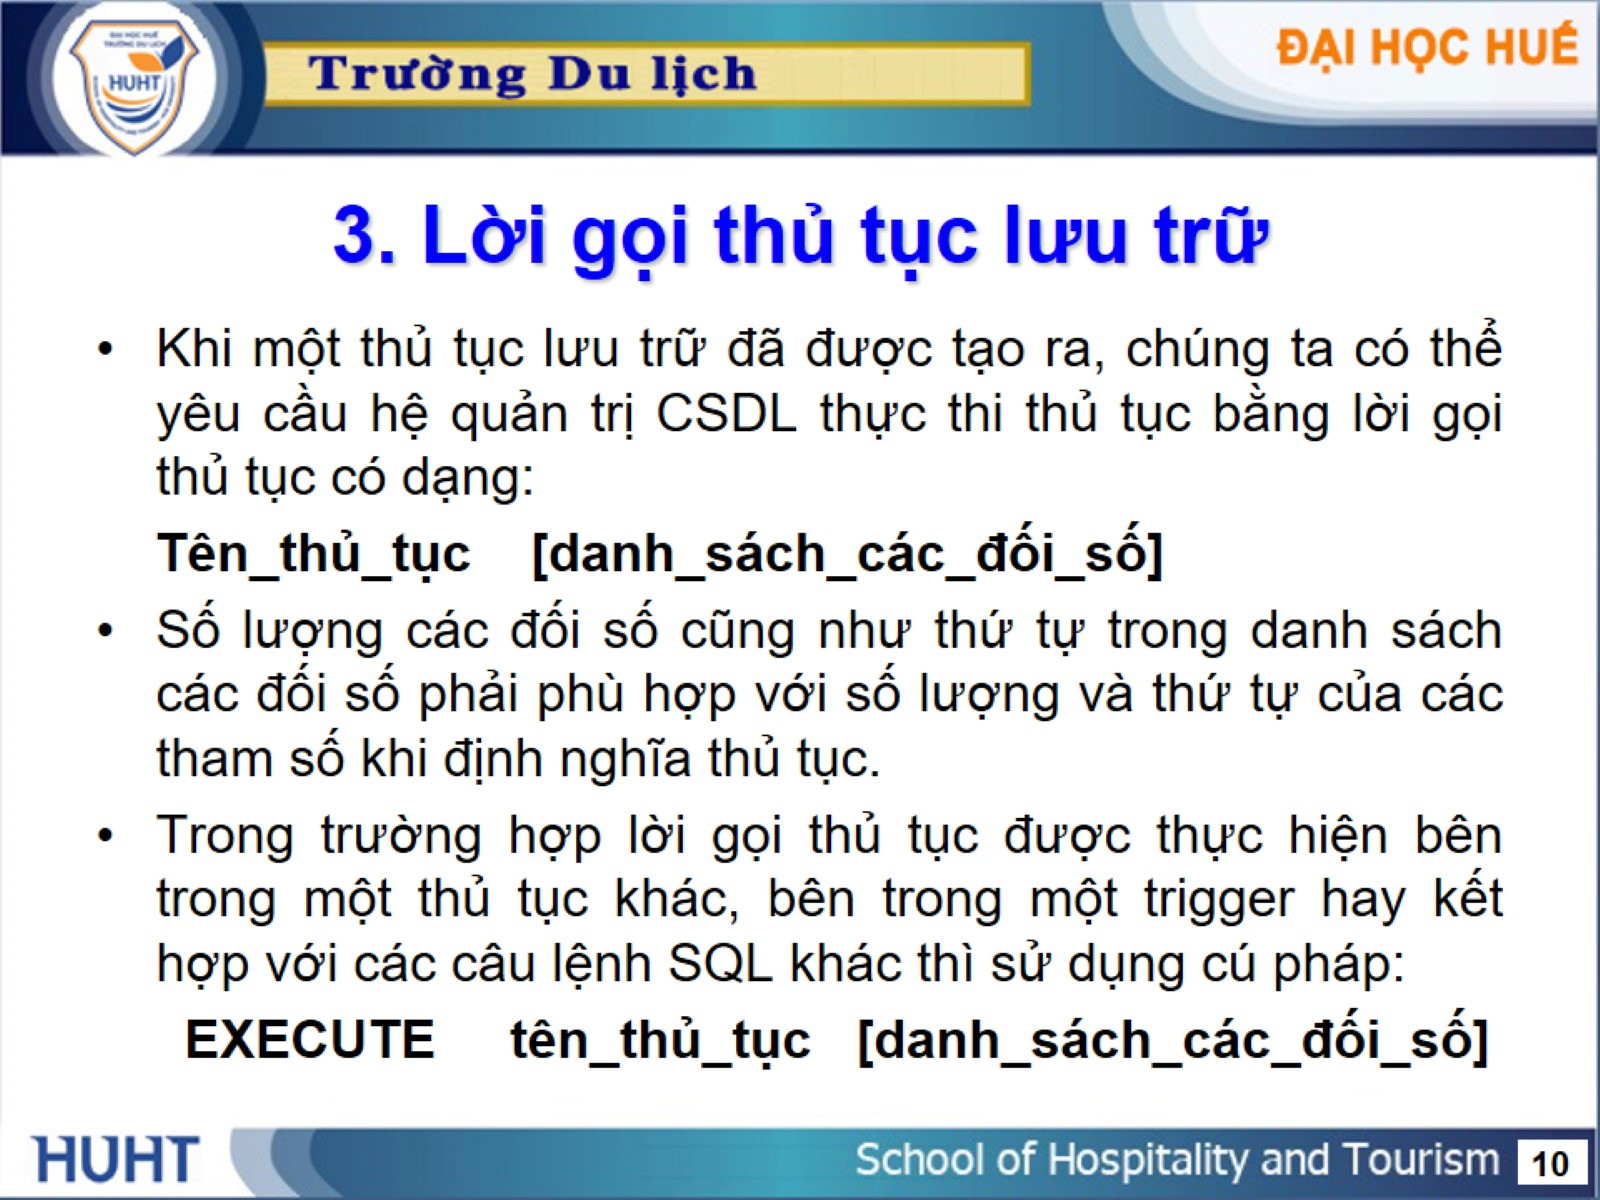 ĐẠI HỌC HUẾ
TRƯỜNG DU LỊCH
HUHT
Trường Du lịch
ĐẠI HỌC HUẾ
3. Lời gọi thủ tục lưu trữ
• Khi một thủ tục lưu trữ đã được tạo ra, chúng ta có thể
yêu cầu hệ quản trị CSDL thực thi thủ tục bằng lời gọi
thủ tục có dạng:
Tên_thủ_tục [danh_sách_các_đối_số]
• Số lượng các đối số cũng như thứ tự trong danh sách
các đối số phải phù hợp với số lượng và thứ tự của các
tham số khi định nghĩa thủ tục.
• Trong trường hợp lời gọi thủ tục được thực hiện bên
trong một thủ tục khác, bên trong một trigger hay kết
hợp với các câu lệnh SQL khác thì sử dụng cú pháp:
EXECUTE tên_thủ_tục [danh_sách_các_đối_số]
HUHT
School of Hospitality and Tourism
10